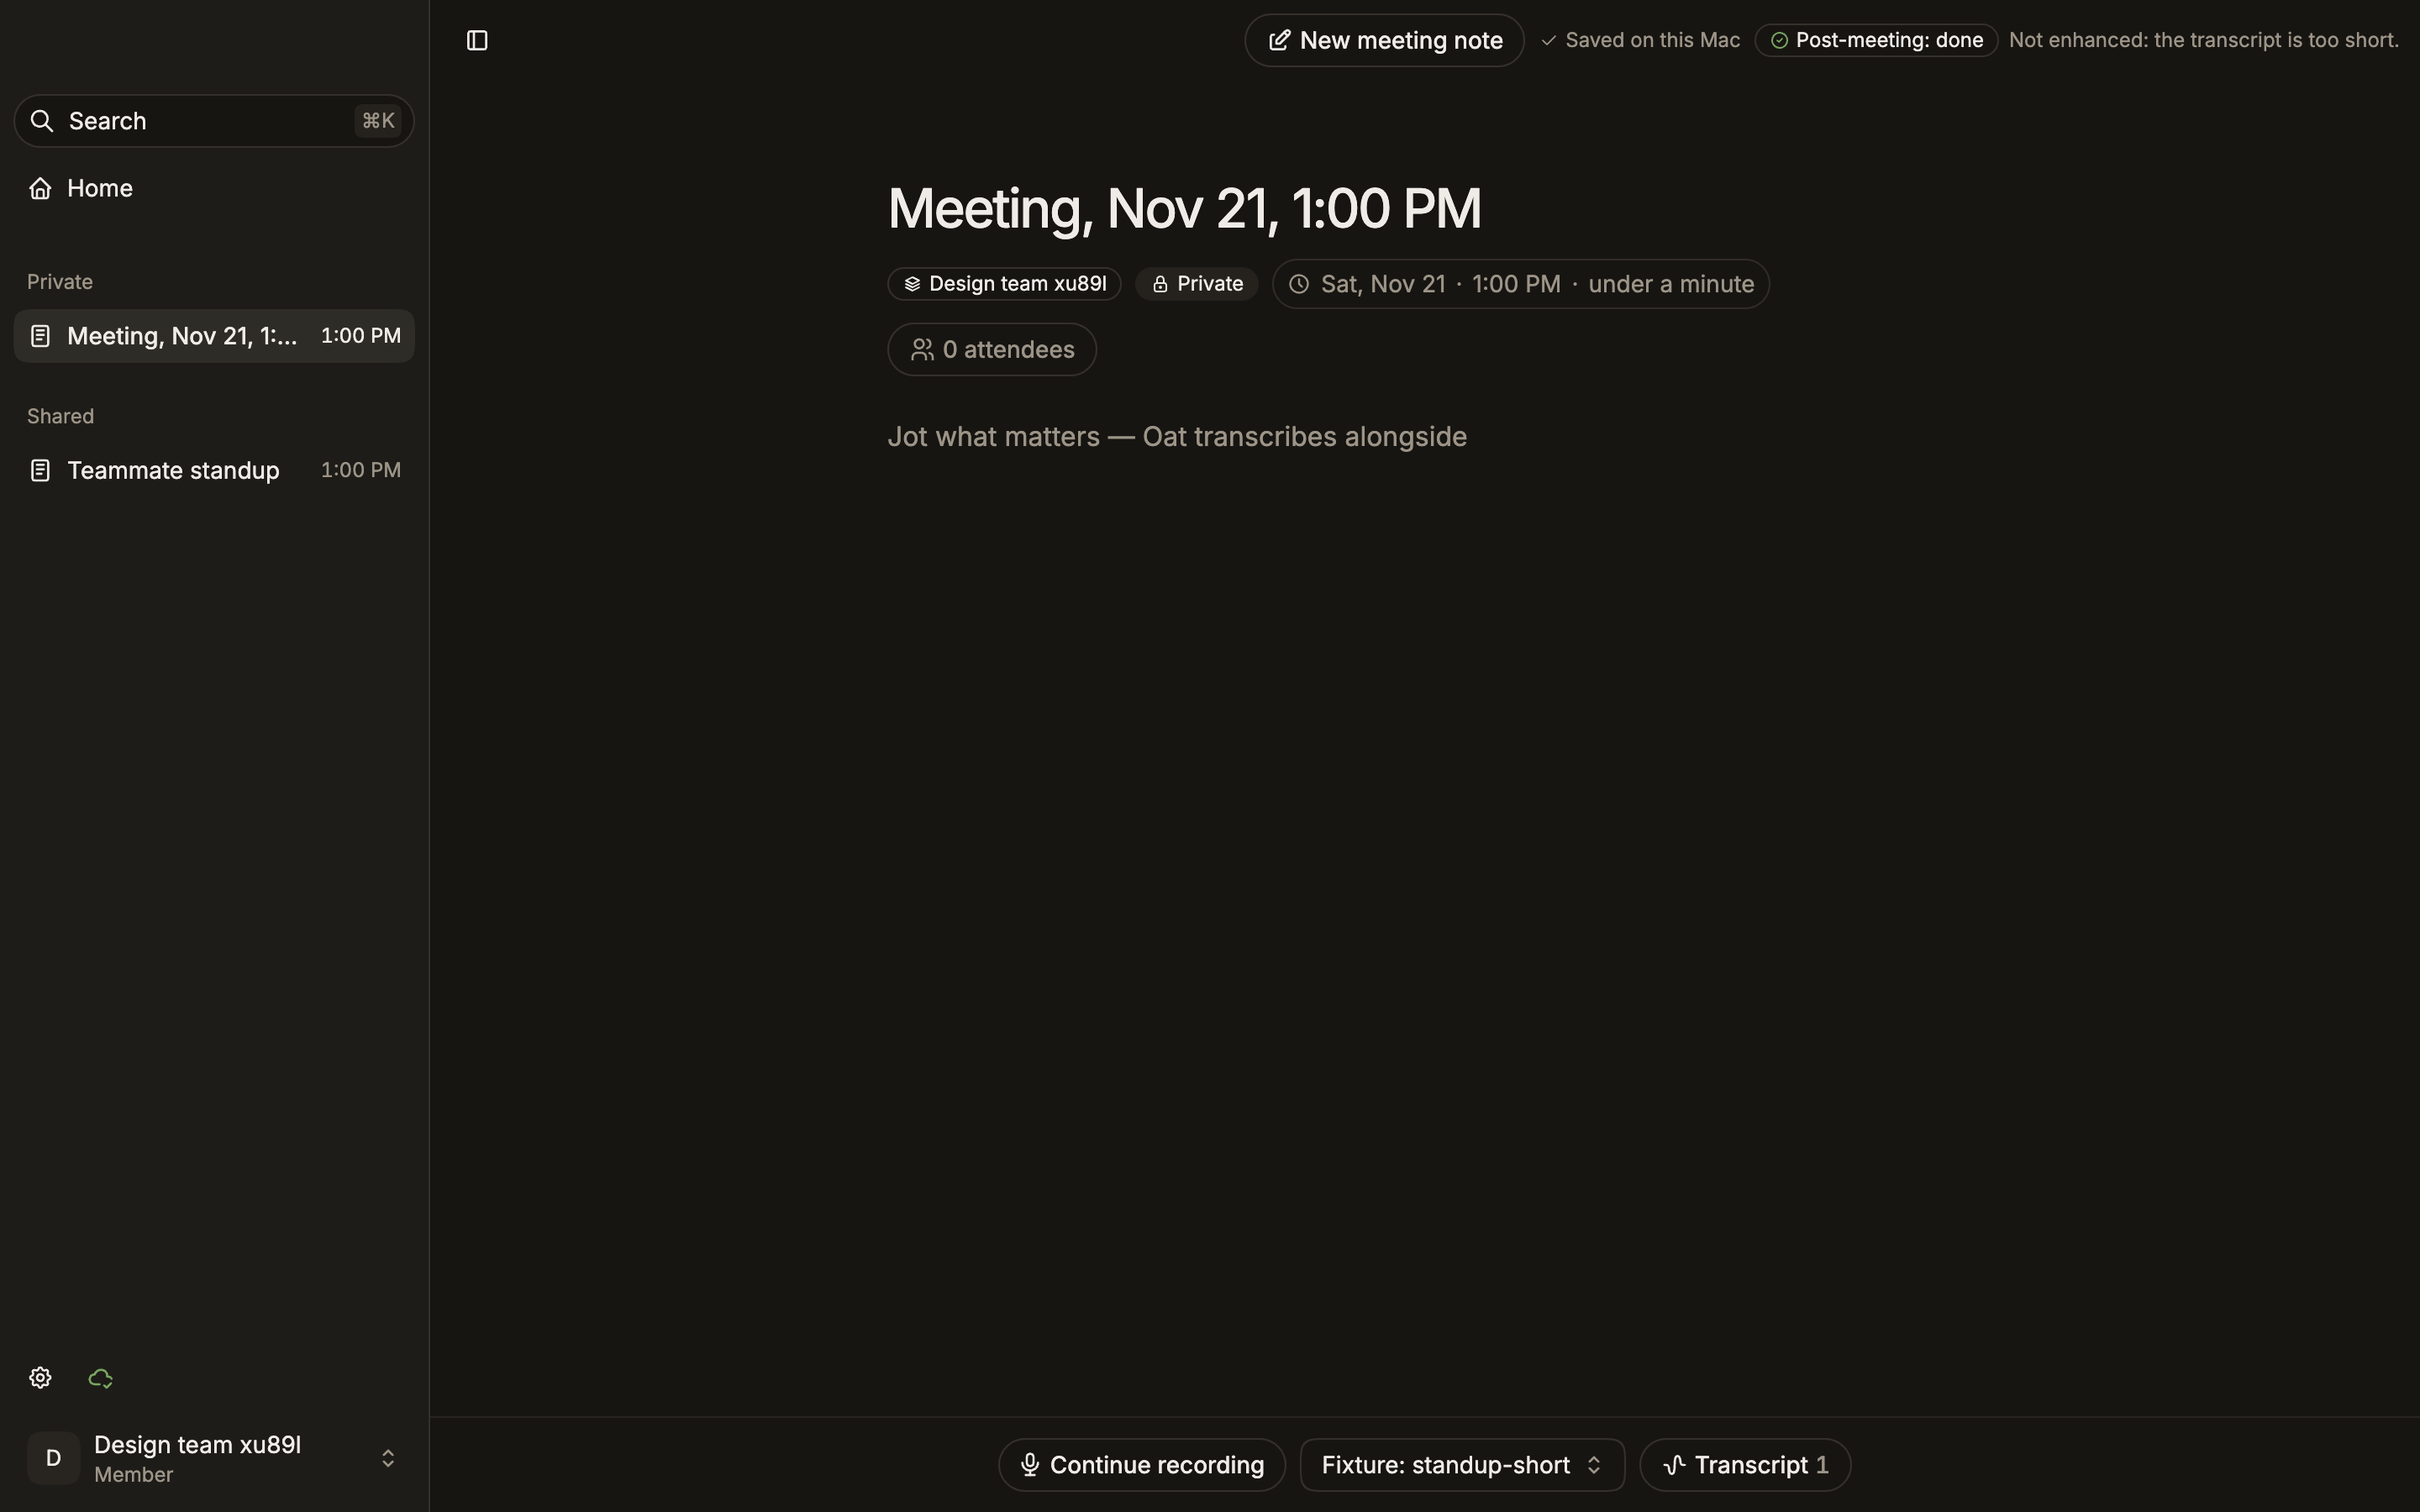 New meeting note
Saved on this Mac
Post-meeting: done
Not enhanced: the transcript is too short.
Search
⌘K
Home
Private
Meeting, Nov 21, 1:...
1:00 PM
Shared
Teammate standup
1:00 PM
Meeting, Nov 21, 1:00 PM
Design team xu89l
Private
Sat, Nov 21 · 1:00 PM · under a minute
0 attendees
Jot what matters — Oat transcribes alongside
D
Design team xu89l
Member
Continue recording
Fixture: standup-short
Transcript 1